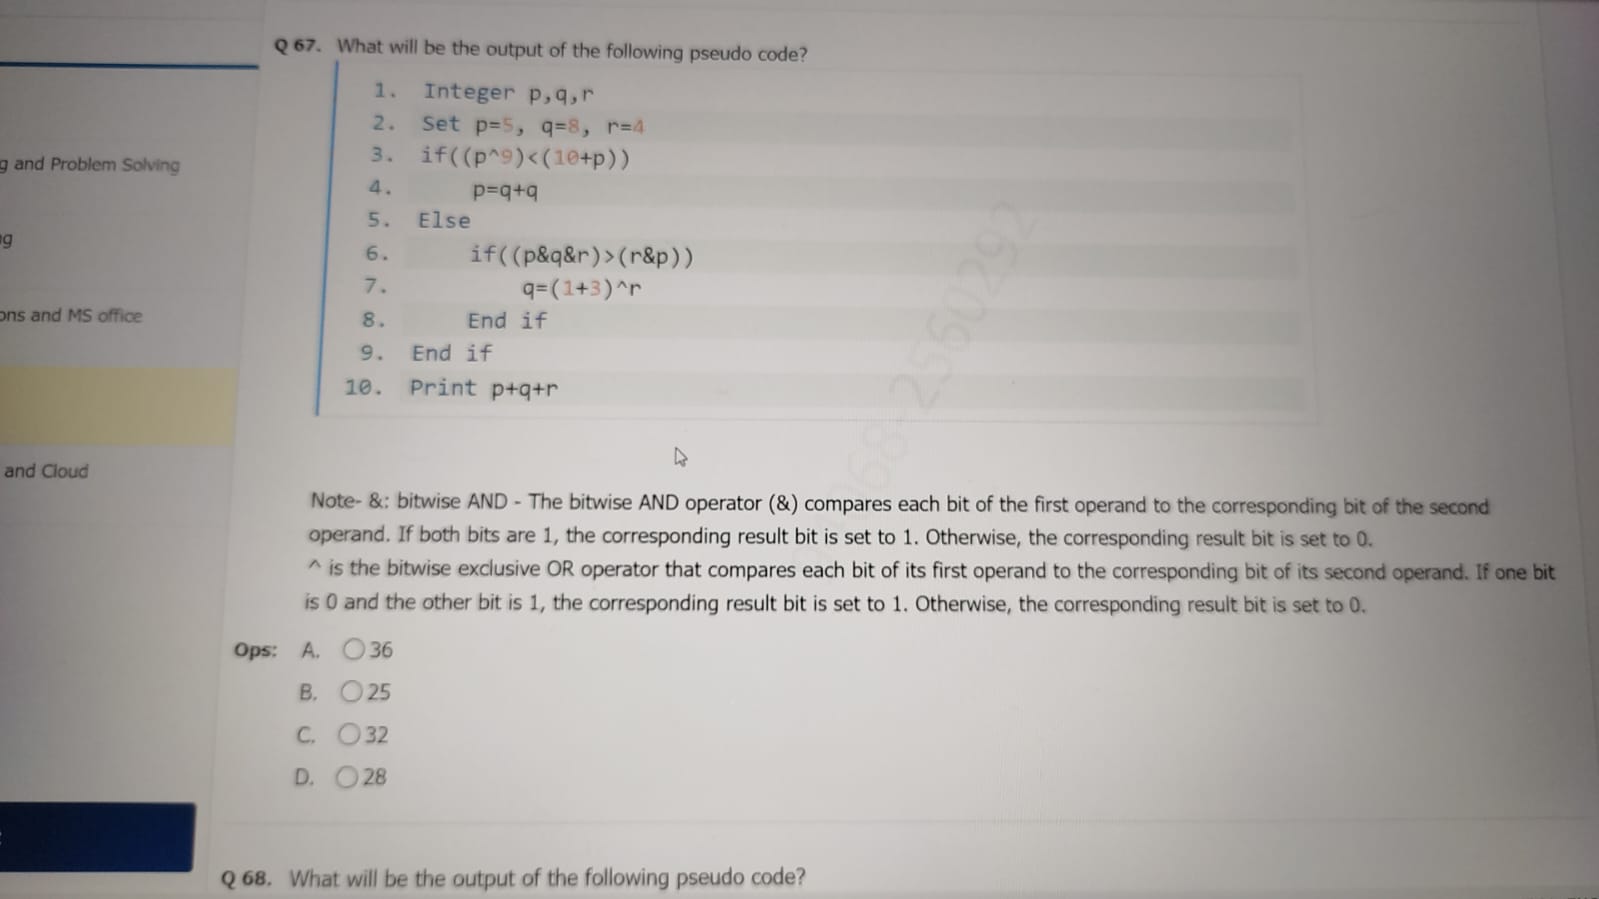 Q 67. What will be the output of the following pseudo code?
1. Integer p,q,r
2. Set p=5, q=8, r=4
3. if((p^9)<(10+p))
4. p=q+q
5. Else
6. if((p&q&r)>(r&p))
7. q=(1+3)^r
8. End if
9. End if
10. Print p+q+r
g and Problem Solving
ons and MS office
and Cloud
Note- &: bitwise AND - The bitwise AND operator (&) compares each bit of the first operand to the corresponding bit of the second
operand. If both bits are 1, the corresponding result bit is set to 1. Otherwise, the corresponding result bit is set to 0.
^ is the bitwise exclusive OR operator that compares each bit of its first operand to the corresponding bit of its second operand. If one bit
is 0 and the other bit is 1, the corresponding result bit is set to 1. Otherwise, the corresponding result bit is set to 0.
Ops: A. 36
B. 25
C. 32
D. 28
Q 68. What will be the output of the following pseudo code?